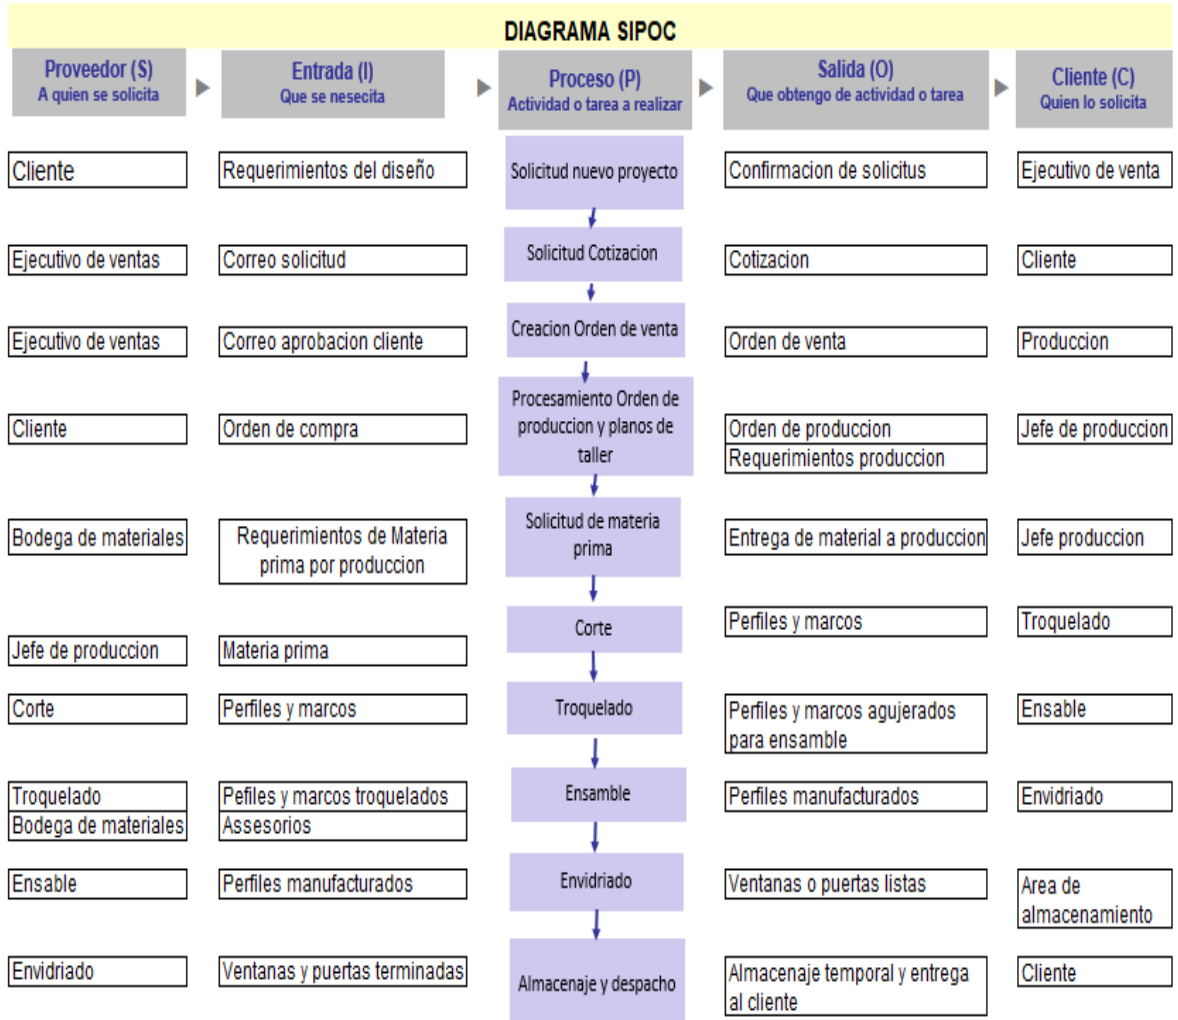 DIAGRAMA SIPOC
Proveedor (S)
A quien se solicita
Entrada (I)
Que se nesecita
Proceso (P)
Actividad o tarea a realizar
Salida (O)
Que obtengo de actividad o tarea
Cliente (C)
Quien lo solicita
Cliente
Requerimientos del diseño
Solicitud nuevo proyecto
Confirmacion de solicitus
Ejecutivo de venta
Ejecutivo de ventas
Correo solicitud
Solicitud Cotizacion
Cotizacion
Cliente
Ejecutivo de ventas
Correo aprobacion cliente
Creacion Orden de venta
Orden de venta
Produccion
Cliente
Orden de compra
Procesamiento Orden de
produccion y planos de
taller
Orden de produccion
Requerimientos produccion
Jefe de produccion
Bodega de materiales
Requerimientos de Materia
prima por produccion
Solicitud de materia
prima
Entrega de material a produccion
Jefe produccion
Jefe de produccion
Materia prima
Corte
Perfiles y marcos
Troquelado
Corte
Perfiles y marcos
Troquelado
Perfiles y marcos agujerados
para ensamble
Ensable
Troquelado
Bodega de materiales
Pefiles y marcos troquelados
Assesorios
Ensamble
Perfiles manufacturados
Envidriado
Ensable
Perfiles manufacturados
Envidriado
Ventanas o puertas listas
Area de
almacenamiento
Envidriado
Ventanas y puertas terminadas
Almacenaje y despacho
Almacenaje temporal y entrega
al cliente
Cliente